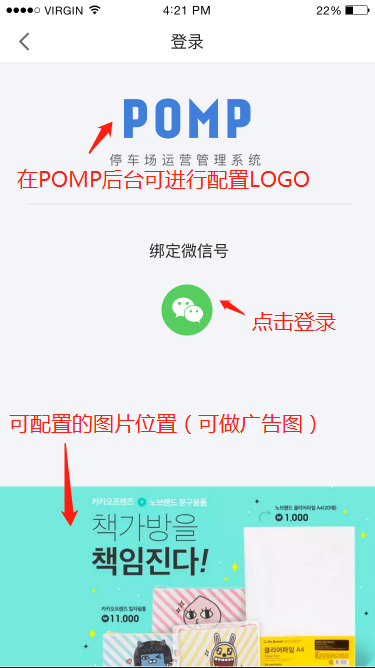 VIRGIN 4:21 PM 22%
登录
POMP
停车场运营管理系统
在POMP后台可进行配置LOGO
绑定微信号
点击登录
可配置的图片位置（可做广告图）
카카오프렌즈 노브랜드 문구용품
책가방을
책임진다!
노브랜드 클리어파일 A4(20매)
₩ 1,000
카카오프렌즈 일자필통
₩ 11,000
No Brand
클리어파일 A4